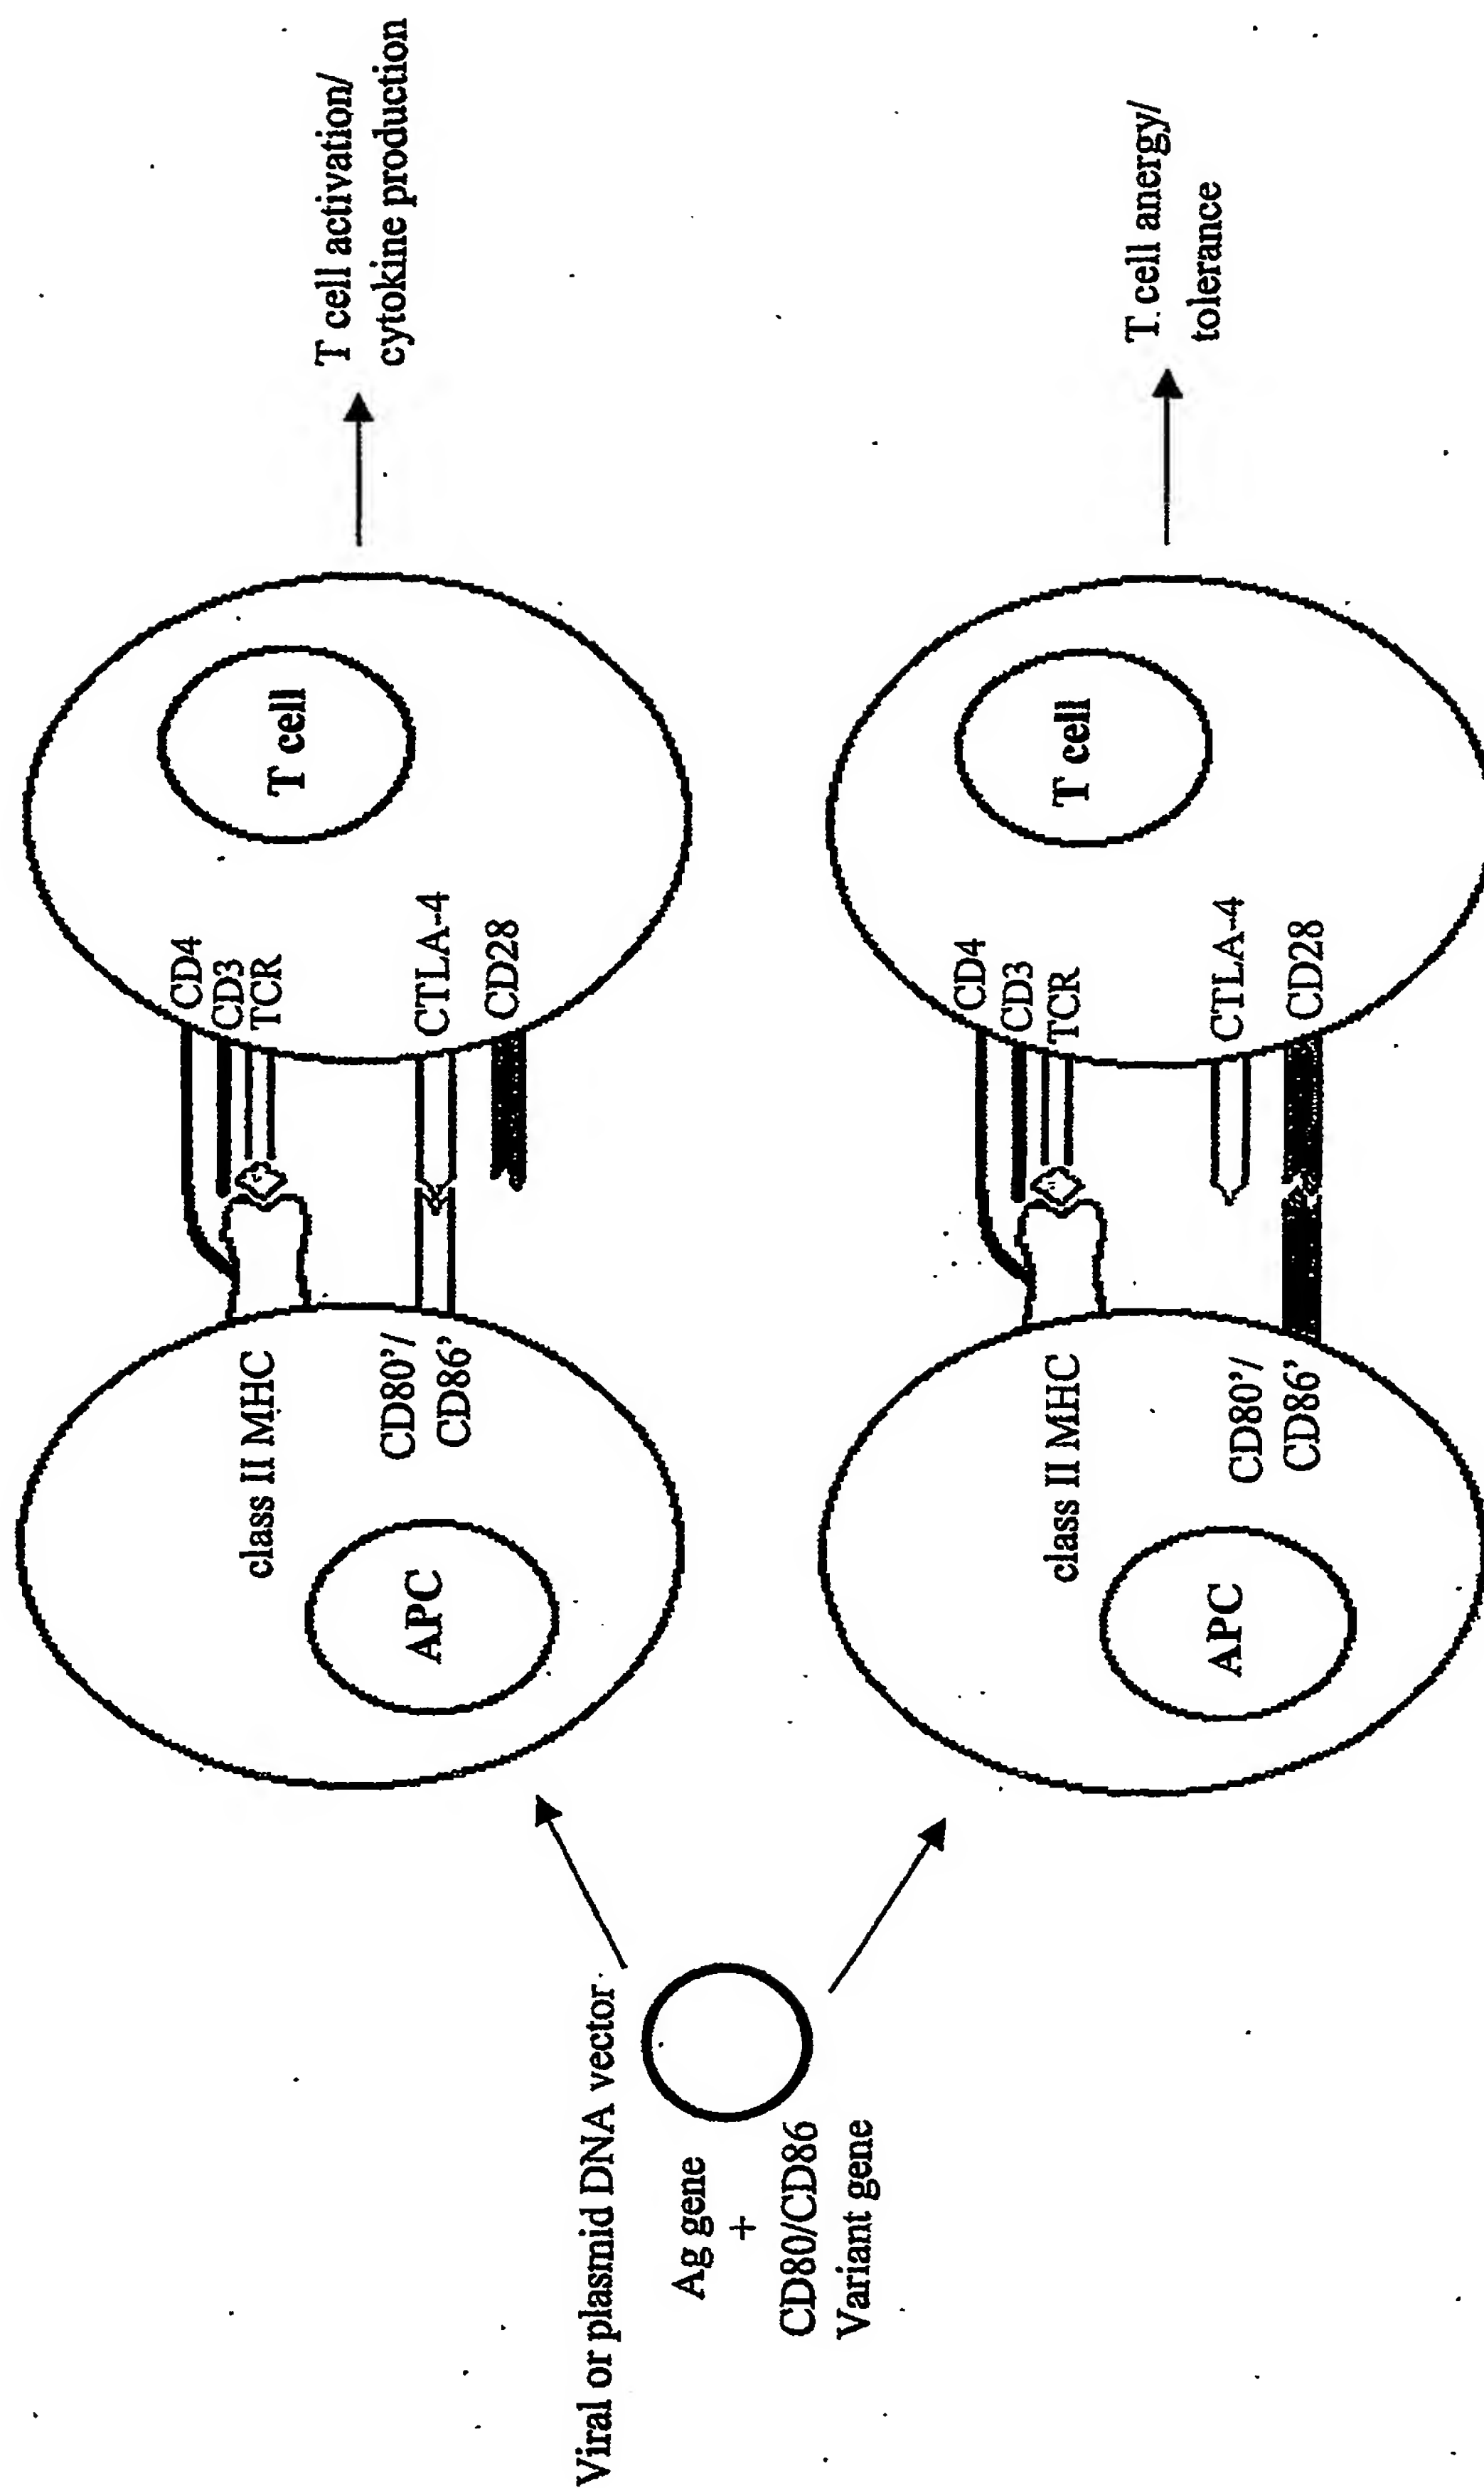 Viral or plasmid DNA vector
Ag gene
+
CD80/CD86
Variant gene
APC
class II MHC
CD80’/
CD86’
CD4
CD3
TCR
CTLA-4
CD28
T cell
T cell activation/
cytokine production
APC
class II MHC
CD80’/
CD86’
CD4
CD3
TCR
CTLA-4
CD28
T cell
T cell anergy/
tolerance